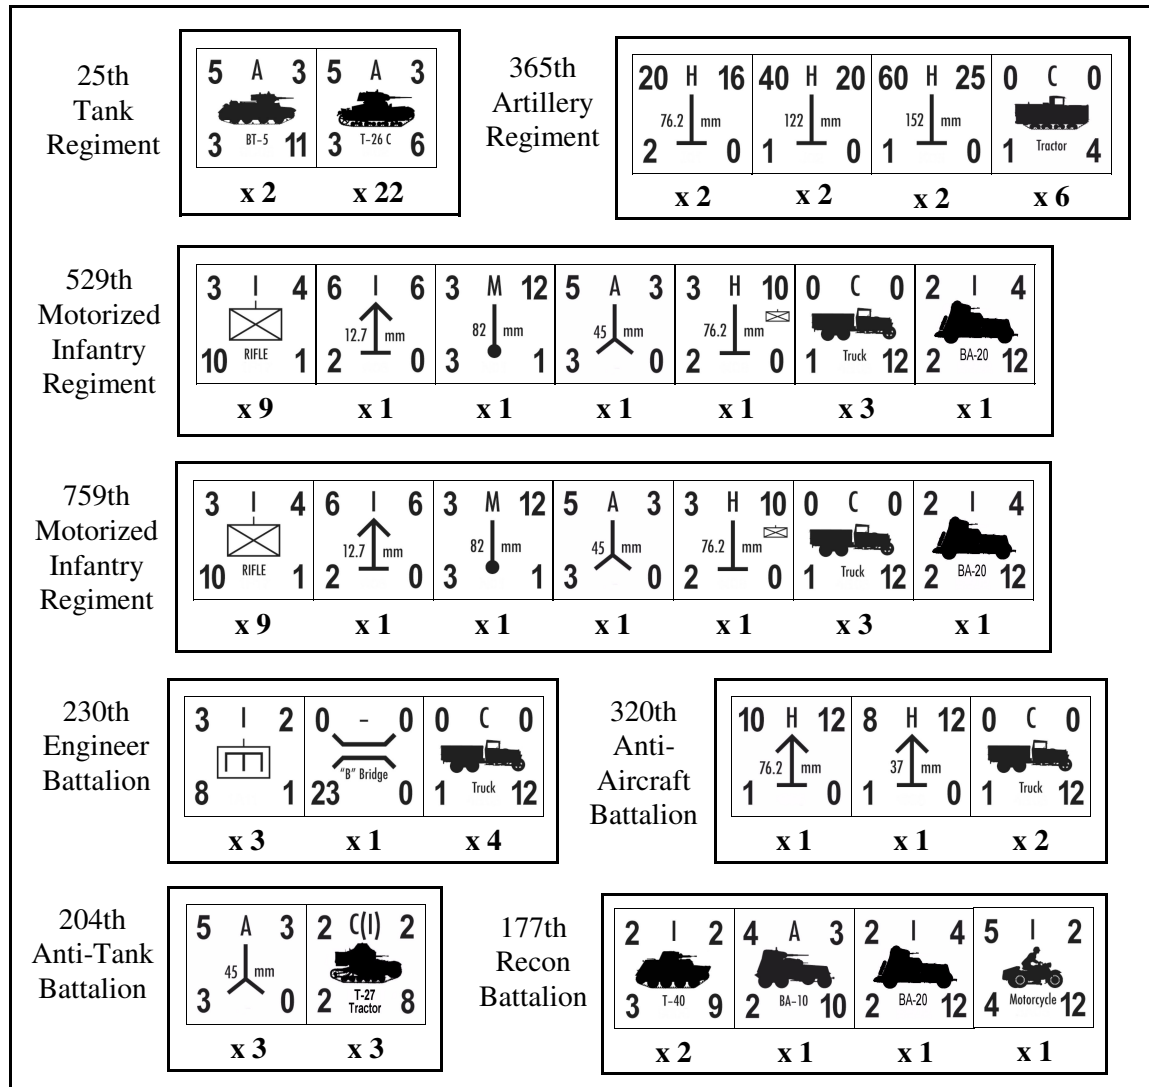 25th
Tank
Regiment
5 A 3 5 A 3
BT-5 T-26 C
3 11 3 6
x 2 x 22
365th
Artillery
Regiment
20 H 16 40 H 20 60 H 25 0 C 0
76.2 mm 122 mm 152 mm Tractor
2 0 1 0 1 0 1 4
x 2 x 2 x 2 x 6
529th
Motorized
Infantry
Regiment
3 I 4 6 I 6 3 M 12 5 A 3 3 H 10 0 C 0 2 I 4
RIFLE 12.7 mm 82 mm 45 mm 76.2 mm Truck BA-20
10 1 2 0 3 1 3 0 2 0 1 12 2 12
x 9 x 1 x 1 x 1 x 1 x 3 x 1
759th
Motorized
Infantry
Regiment
3 I 4 6 I 6 3 M 12 5 A 3 3 H 10 0 C 0 2 I 4
RIFLE 12.7 mm 82 mm 45 mm 76.2 mm Truck BA-20
10 1 2 0 3 1 3 0 2 0 1 12 2 12
x 9 x 1 x 1 x 1 x 1 x 3 x 1
230th
Engineer
Battalion
3 I 2 0 - 0 0 C 0
"B" Bridge Truck
8 1 23 0 1 12
x 3 x 1 x 4
320th
Anti-
Aircraft
Battalion
10 H 12 8 H 12 0 C 0
76.2 mm 37 mm Truck
1 0 1 0 1 12
x 1 x 1 x 2
204th
Anti-Tank
Battalion
5 A 3 2 C(I) 2
45 mm T-27
Tractor
3 0 2 8
x 3 x 3
177th
Recon
Battalion
2 I 2 4 A 3 2 I 4 5 I 2
T-40 BA-10 BA-20 Motorcycle
3 9 2 10 2 12 4 12
x 2 x 1 x 1 x 1